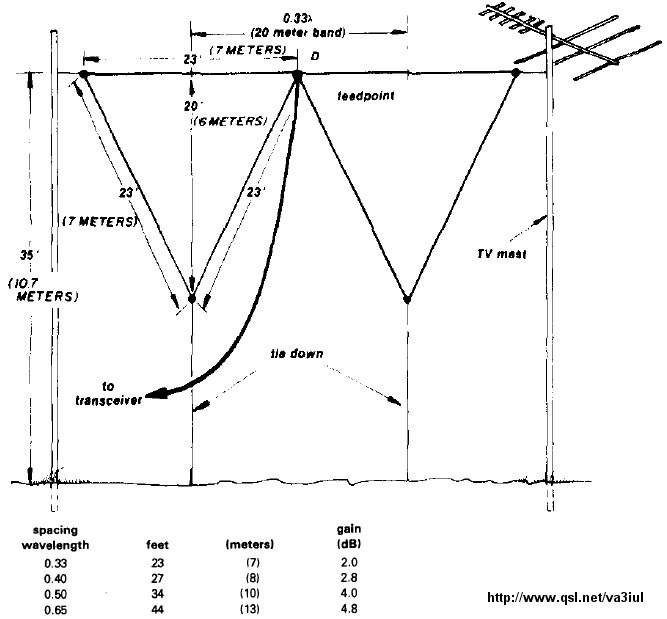 0.33λ
(20 meter band)
23'
(7 METERS)
D
20'
(6 METERS)
feedpoint
23'
23'
(7 METERS)
TV mast
35'
(10.7
METERS)
tie down
to
transceiver
spacing
wavelength feet (meters) gain
(dB)
0.33 23 (7) 2.0
0.40 27 (8) 2.8
0.50 34 (10) 4.0
0.65 44 (13) 4.8
http://www.qsl.net/va3iul